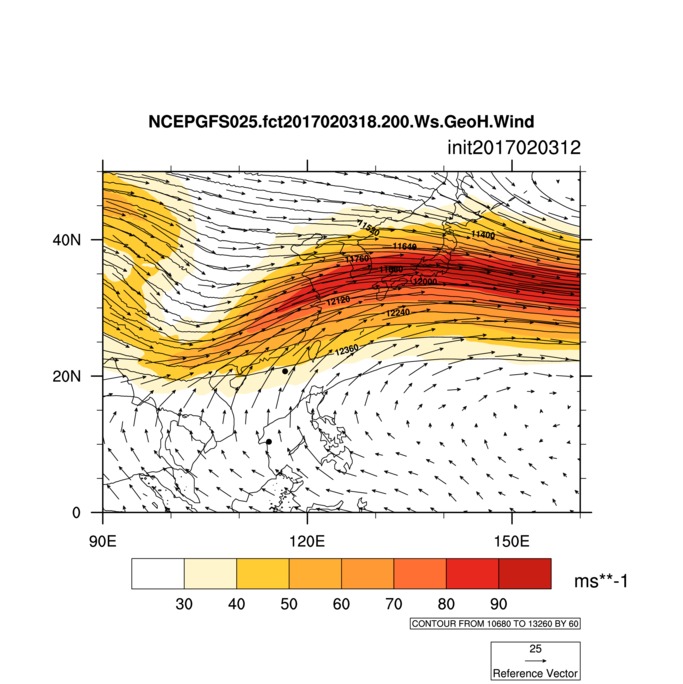 NCEPGFS025.fct2017020318.200.Ws.GeoH.Wind
init2017020312
40N
20N
0
90E 120E 150E
11520
11400
11640
11760
11880
12000
12120
12240
12360
30 40 50 60 70 80 90
ms**-1
CONTOUR FROM 10680 TO 13260 BY 60
25
Reference Vector